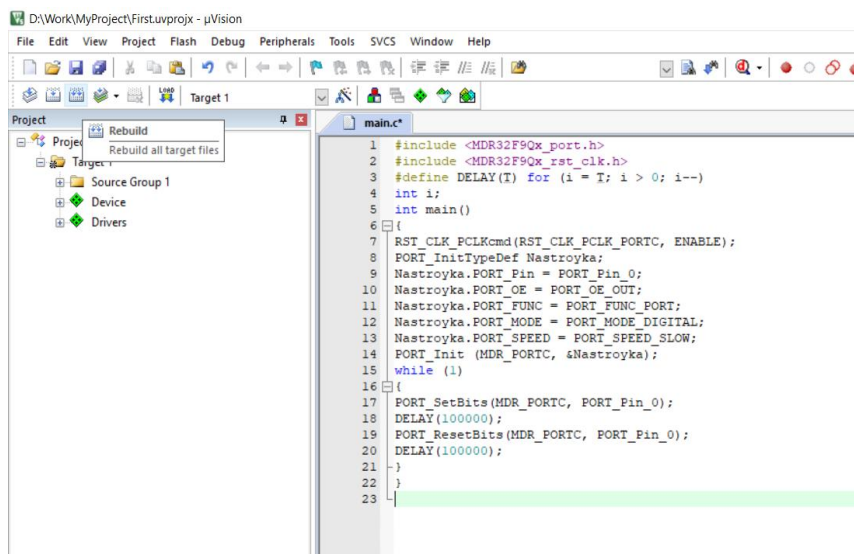 D:\Work\MyProject\First.uvprojx - µVision
File Edit View Project Flash Debug Peripherals Tools SVCS Window Help
LOAD Target 1
Project
main.c*
Rebuild
Rebuild all target files
Target 1
Source Group 1
Device
Drivers
1 #include <MDR32F9Qx_port.h>
2 #include <MDR32F9Qx_rst_clk.h>
3 #define DELAY(T) for (i = T; i > 0; i--)
4 int i;
5 int main()
6 {
7 RST_CLK_PCLKcmd(RST_CLK_PCLK_PORTC, ENABLE);
8 PORT_InitTypeDef Nastroyka;
9 Nastroyka.PORT_Pin = PORT_Pin_0;
10 Nastroyka.PORT_OE = PORT_OE_OUT;
11 Nastroyka.PORT_FUNC = PORT_FUNC_PORT;
12 Nastroyka.PORT_MODE = PORT_MODE_DIGITAL;
13 Nastroyka.PORT_SPEED = PORT_SPEED_SLOW;
14 PORT_Init (MDR_PORTC, &Nastroyka);
15 while (1)
16 {
17 PORT_SetBits(MDR_PORTC, PORT_Pin_0);
18 DELAY(100000);
19 PORT_ResetBits(MDR_PORTC, PORT_Pin_0);
20 DELAY(100000);
21 }
22 }
23